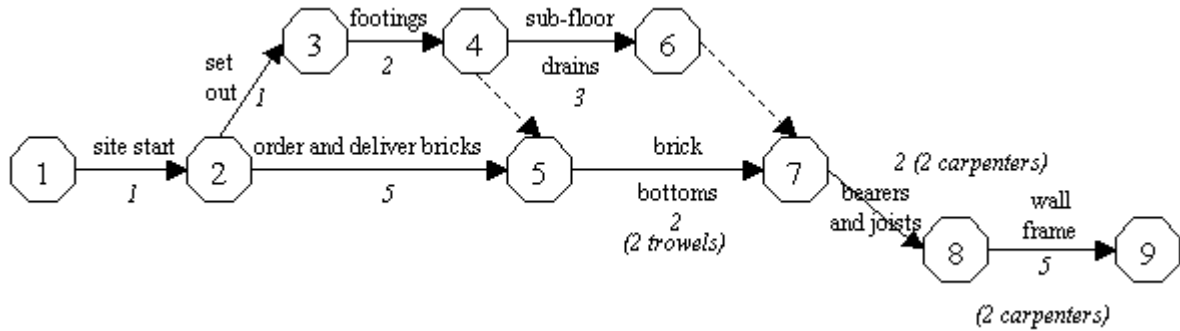 footings
sub-floor
3
4
6
set
out
1
2
drains
3
site start
order and deliver bricks
brick
1
2
5
7
2 (2 carpenters)
1
5
bottoms
2
(2 trowels)
bearers
and joists
wall
frame
8
9
5
(2 carpenters)